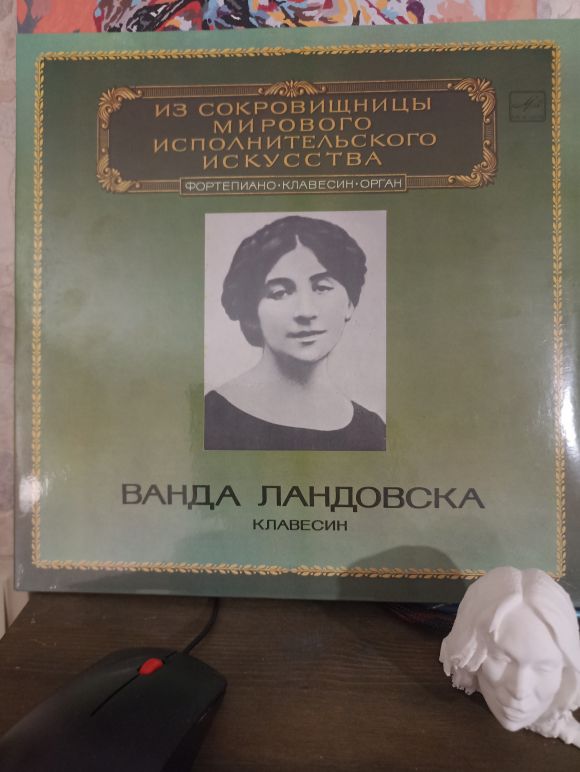 ИЗ СОКРОВИЩНИЦЫ
МИРОВОГО
ИСПОЛНИТЕЛЬСКОГО
ИСКУССТВА
ФОРТЕПИАНО·КЛАВЕСИН·ОРГАН
ВАНДА ЛАНДОВСКА
КЛАВЕСИН